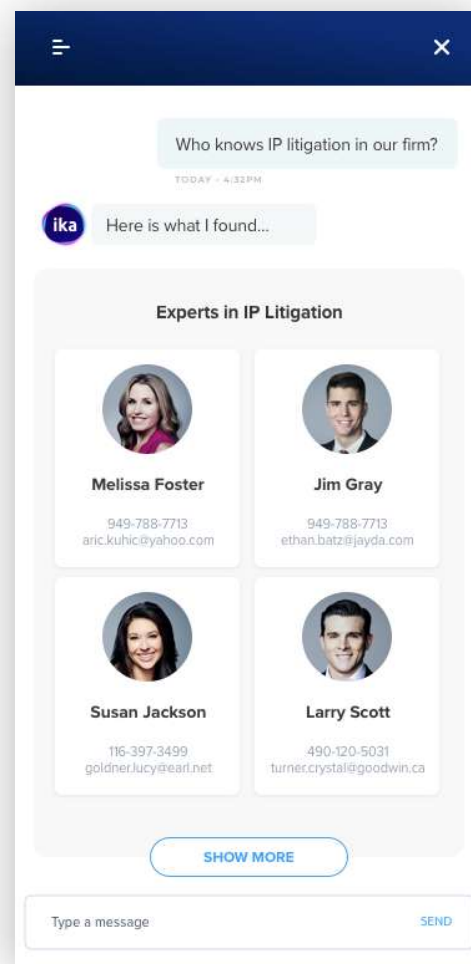 Who knows IP litigation in our firm?
TODAY - 4:32PM
ika
Here is what I found...
Experts in IP Litigation
Melissa Foster
949-788-7713
aric.kuhic@yahoo.com
Jim Gray
949-788-7713
ethan.batz@jayda.com
Susan Jackson
116-397-3499
goldner.lucy@earl.net
Larry Scott
490-120-5031
turner.crystal@goodwin.ca
SHOW MORE
Type a message
SEND